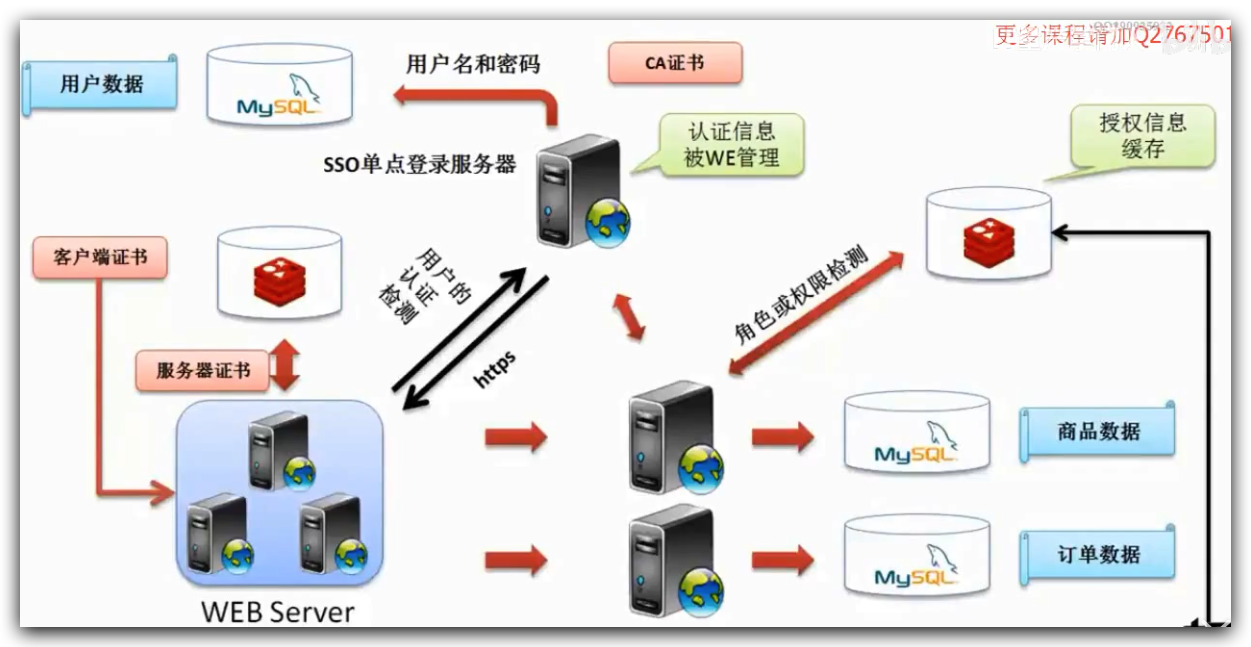 更多课程请加Q2767501
用户数据
MySQL
用户名和密码
CA证书
SSO单点登录服务器
认证信息
被WE管理
授权信息
缓存
客户端证书
用户的
认证
检测
https
角色或权限检测
服务器证书
WEB Server
MySQL
商品数据
MySQL
订单数据